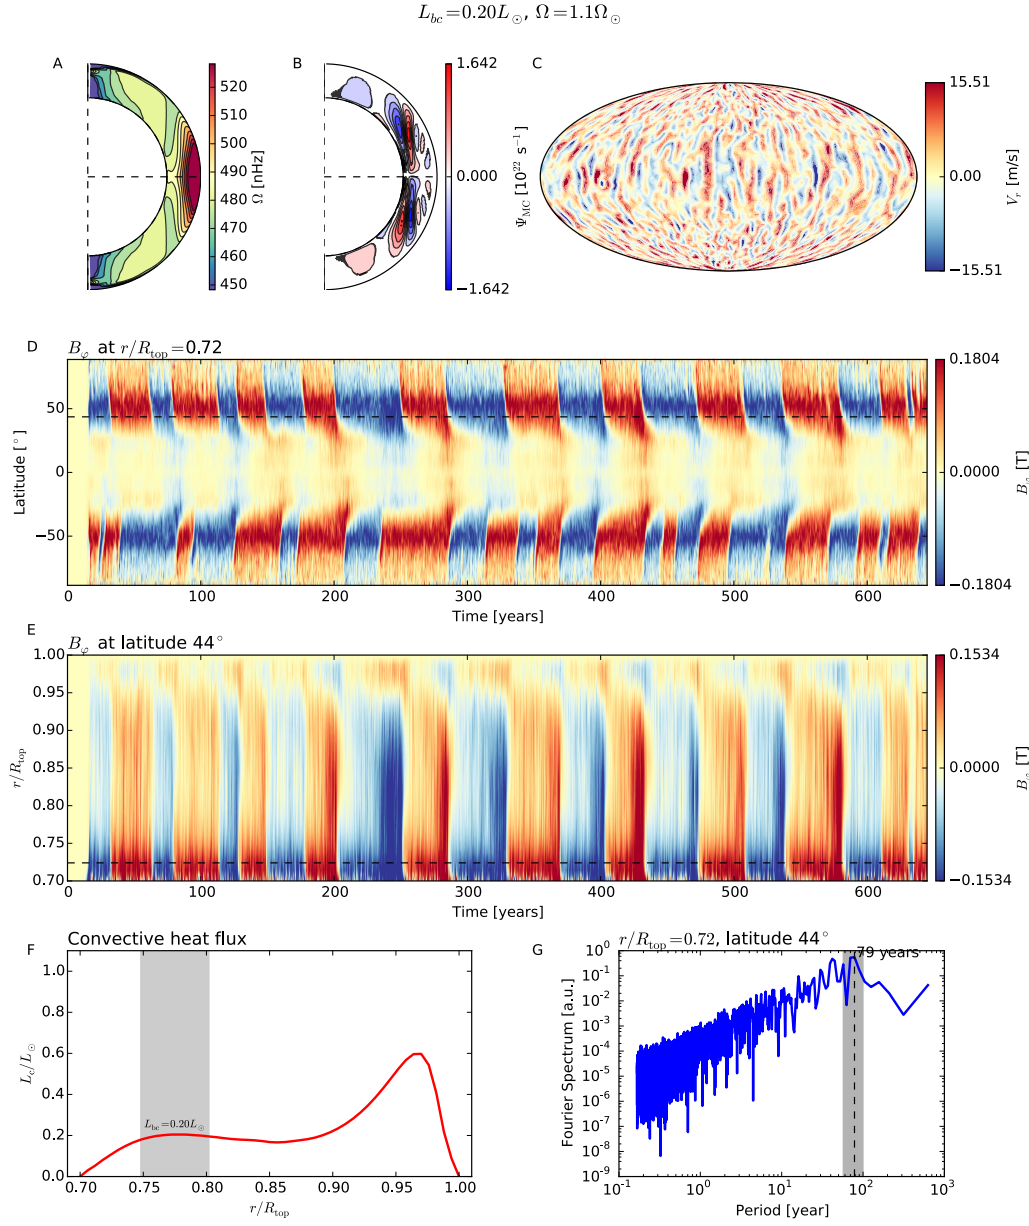 L_bc=0.20L_⊙, Ω=1.1Ω_⊙
A
B
C
520
510
500
490
480
470
460
450
Ω [nHz]
1.642
0.000
−1.642
Ψ_MC [10^22 s^−1]
15.51
0.00
−15.51
V_r [m/s]
D
B_φ at r/R_top=0.72
50
0
−50
Latitude [°]
0 100 200 300 400 500 600
Time [years]
0.1804
0.0000
−0.1804
B_φ [T]
E
B_φ at latitude 44°
1.00
0.95
0.90
0.85
0.80
0.75
0.70
r/R_top
0 100 200 300 400 500 600
Time [years]
0.1534
0.0000
−0.1534
B_φ [T]
F
Convective heat flux
1.0
0.8
0.6
0.4
0.2
0.0
L_c/L_⊙
L_bc=0.20L_⊙
0.70 0.75 0.80 0.85 0.90 0.95 1.00
r/R_top
G
r/R_top=0.72, latitude 44°
79 years
10^0
10^−1
10^−2
10^−3
10^−4
10^−5
10^−6
10^−7
10^−8
10^−9
Fourier Spectrum [a.u.]
10^−1 10^0 10^1 10^2 10^3
Period [year]